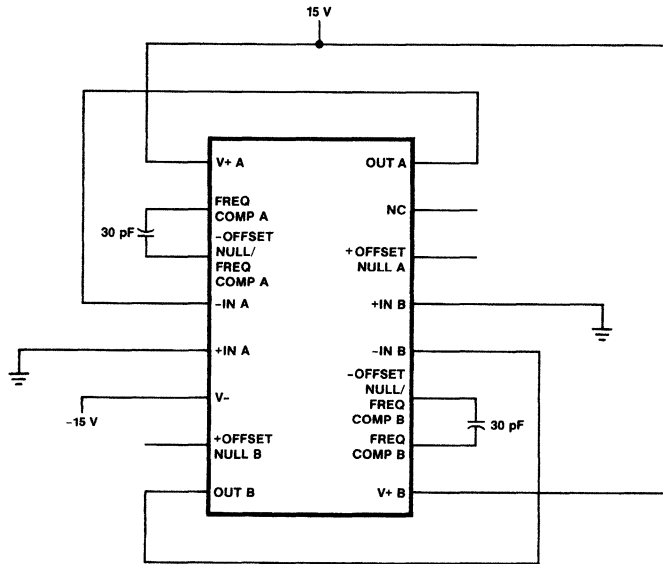 15 V
V+ A
OUT A
FREQ
COMP A
NC
30 pF
-OFFSET
NULL/
FREQ
COMP A
+OFFSET
NULL A
-IN A
+IN B
+IN A
-IN B
V-
-15 V
-OFFSET
NULL/
FREQ
COMP B
30 pF
+OFFSET
NULL B
FREQ
COMP B
OUT B
V+ B